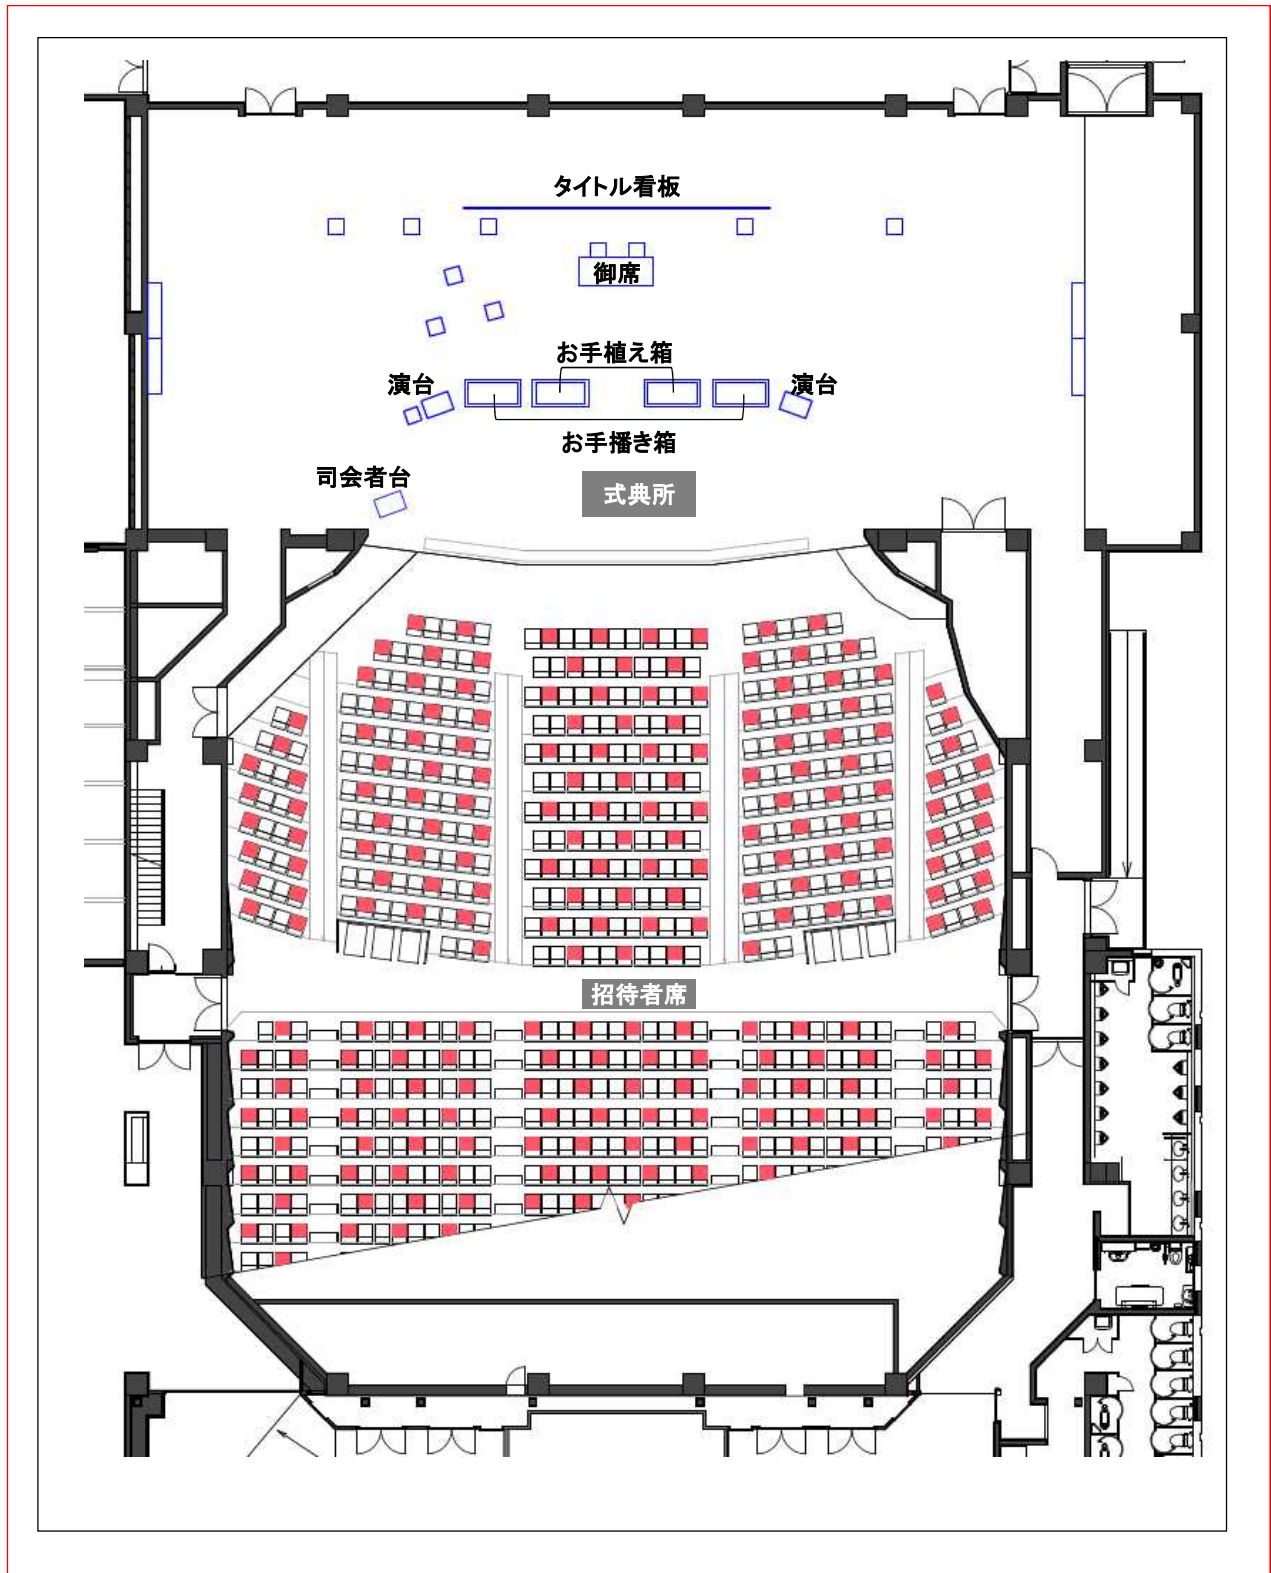 タイトル看板
御席
お手植え箱
演台
演台
お手播き箱
司会者台
式典所
招待者席